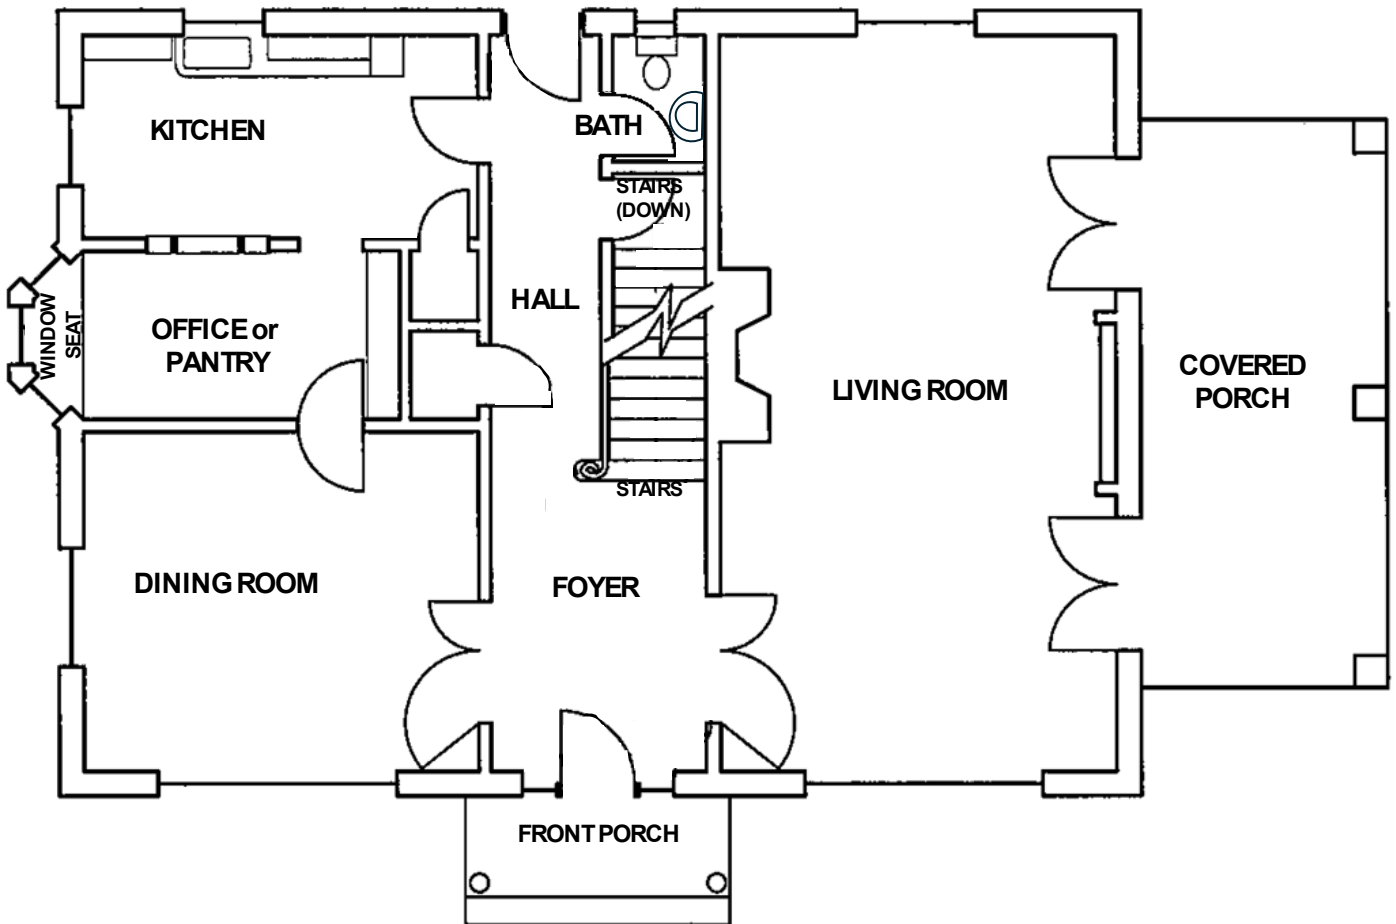 KITCHEN
BATH
STAIRS
(DOWN)
HALL
WINDOW
SEAT
OFFICE or
PANTRY
LIVING ROOM
COVERED
PORCH
STAIRS
DINING ROOM
FOYER
FRONT PORCH